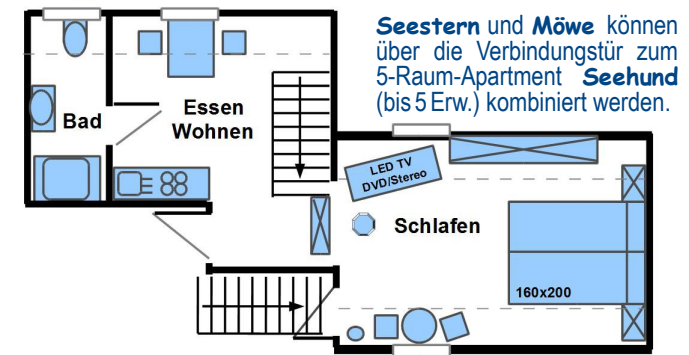 Seestern und Möwe können
über die Verbindungstür zum
5-Raum-Apartment Seehund
(bis 5 Erw.) kombiniert werden.
Bad
Essen
Wohnen
LED TV
DVD/Stereo
Schlafen
160x200